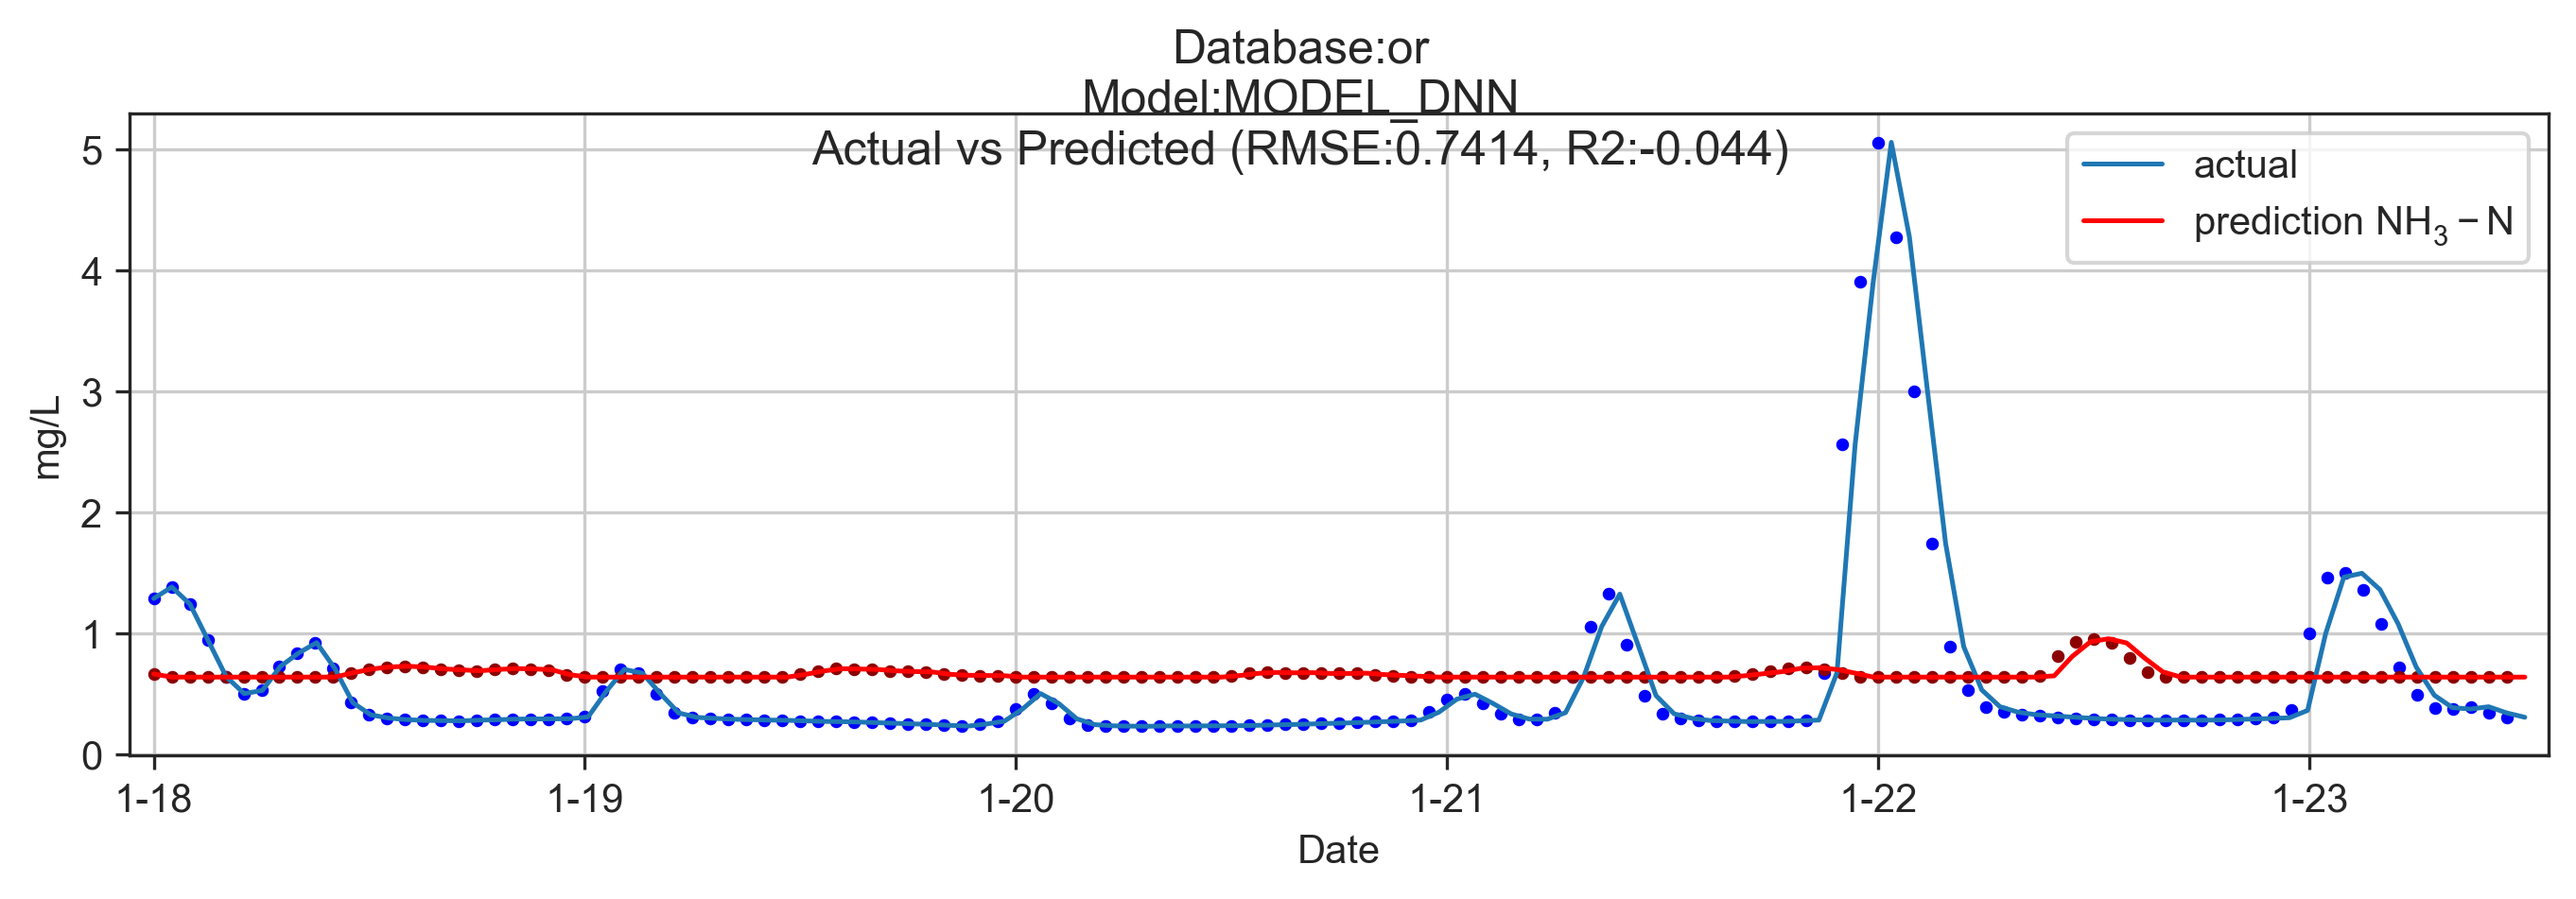 Database:or
Model:MODEL_DNN
Actual vs Predicted (RMSE:0.7414, R2:-0.044)
actual
prediction NH₃ − N
mg/L
5
4
3
2
1
0
1-18 1-19 1-20 1-21 1-22 1-23
Date